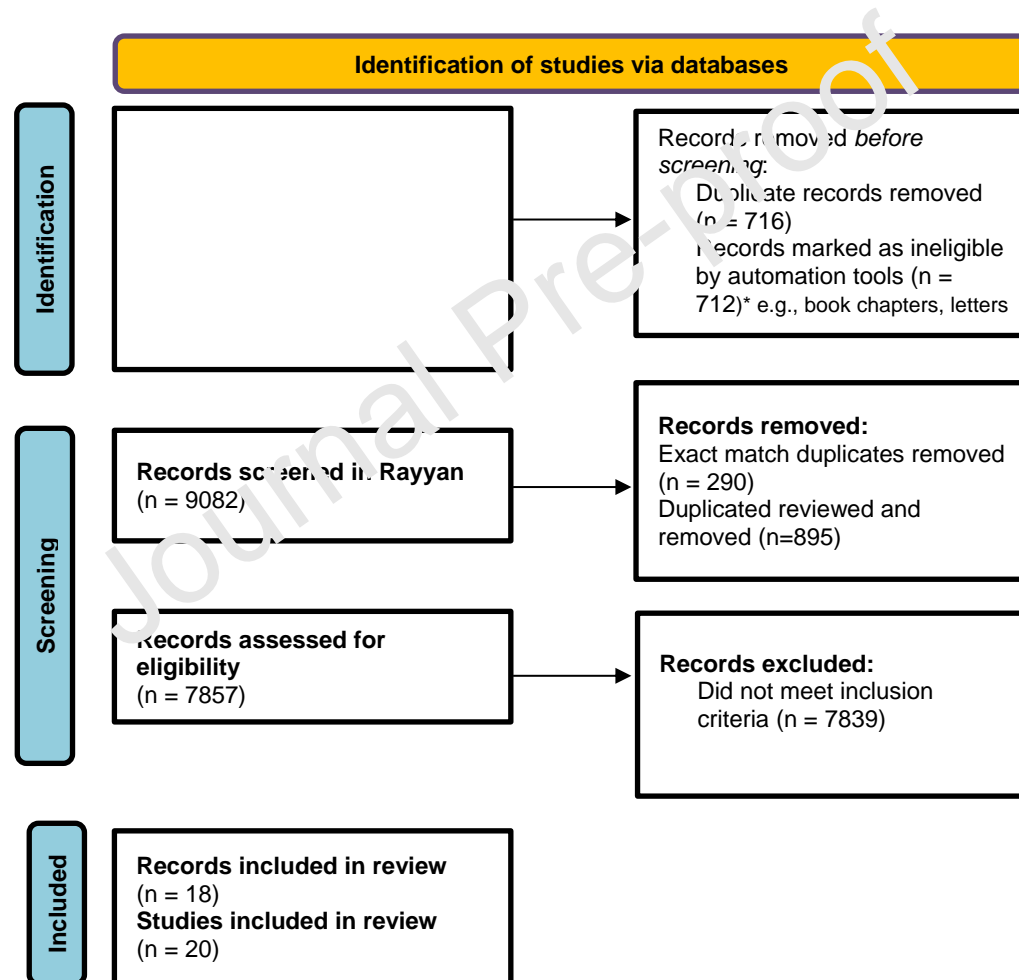 Identification of studies via databases
Identification
Records removed before
screening:
Duplicate records removed
(n = 716)
Records marked as ineligible
by automation tools (n =
712)* e.g., book chapters, letters
Screening
Records screened in Rayyan
(n = 9082)
Records removed:
Exact match duplicates removed
(n = 290)
Duplicated reviewed and
removed (n=895)
Records assessed for
eligibility
(n = 7857)
Records excluded:
Did not meet inclusion
criteria (n = 7839)
Included
Records included in review
(n = 18)
Studies included in review
(n = 20)
Journal Pre-proof